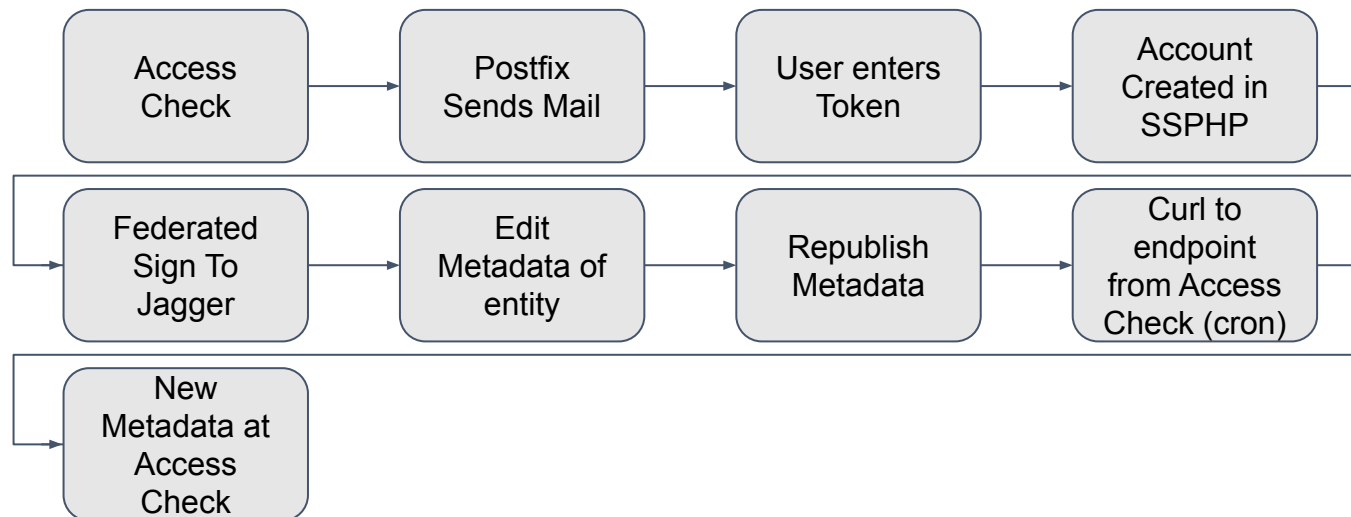 Access
Check
Postfix
Sends Mail
User enters
Token
Account
Created in
SSPHP
Federated
Sign To
Jagger
Edit
Metadata of
entity
Republish
Metadata
Curl to
endpoint
from Access
Check (cron)
New
Metadata at
Access
Check